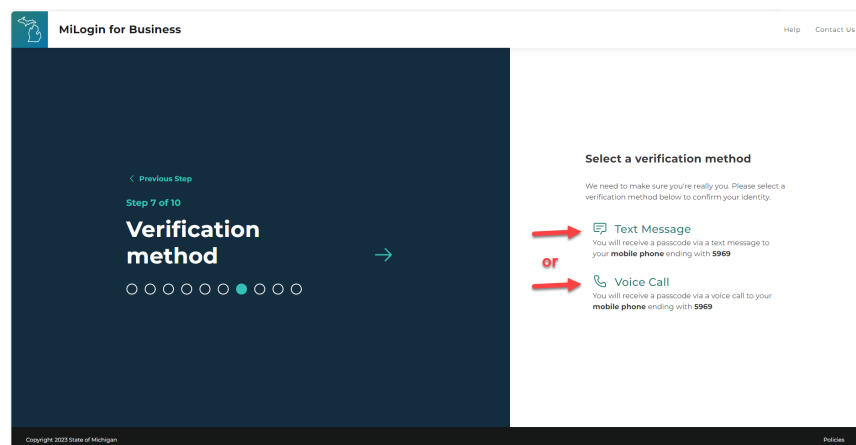 MiLogin for Business
Help Contact Us
< Previous Step
Step 7 of 10
Verification
method
Select a verification method
We need to make sure you're really you. Please select a
verification method below to confirm your identity.
Text Message
You will receive a passcode via a text message to
your mobile phone ending with 5969
or
Voice Call
You will receive a passcode via a voice call to your
mobile phone ending with 5969
Copyright 2023 State of Michigan
Policies